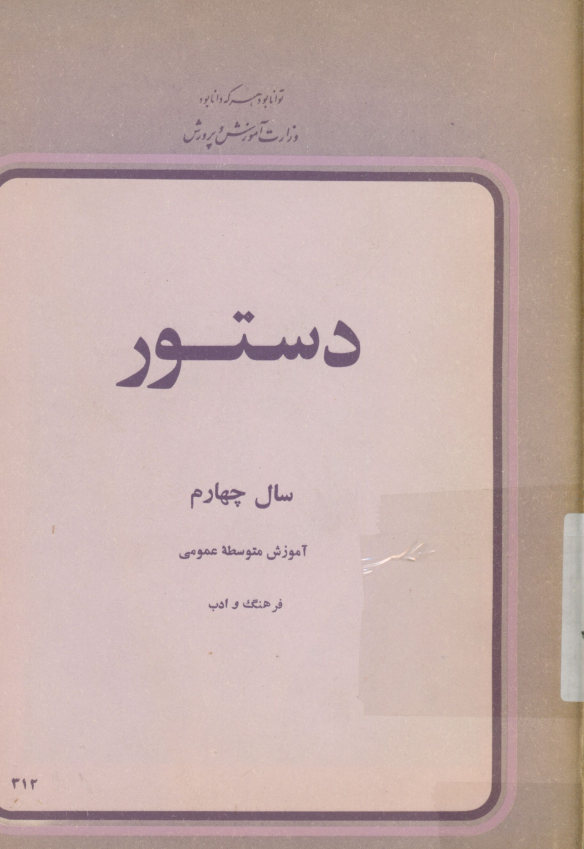 توانا بود هر که دانا بود
وزارت آموزش و پرورش
دستور
سال چهارم
آموزش متوسطهٔ عمومی
فرهنگ و ادب
۳۱۲